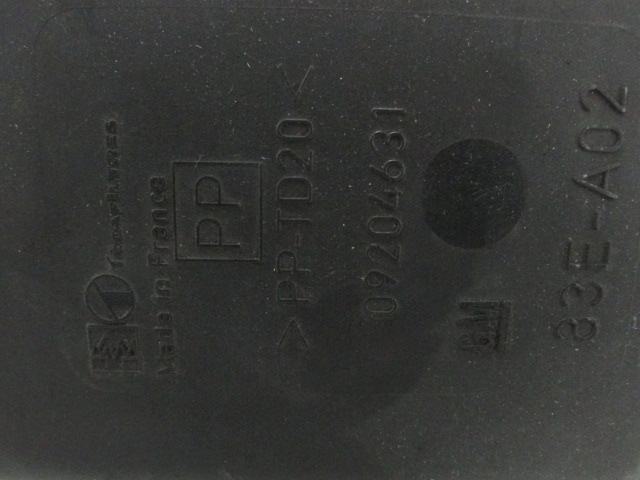 Made in France
PP
>PP-TD20<
09204631
GM
83E-A02